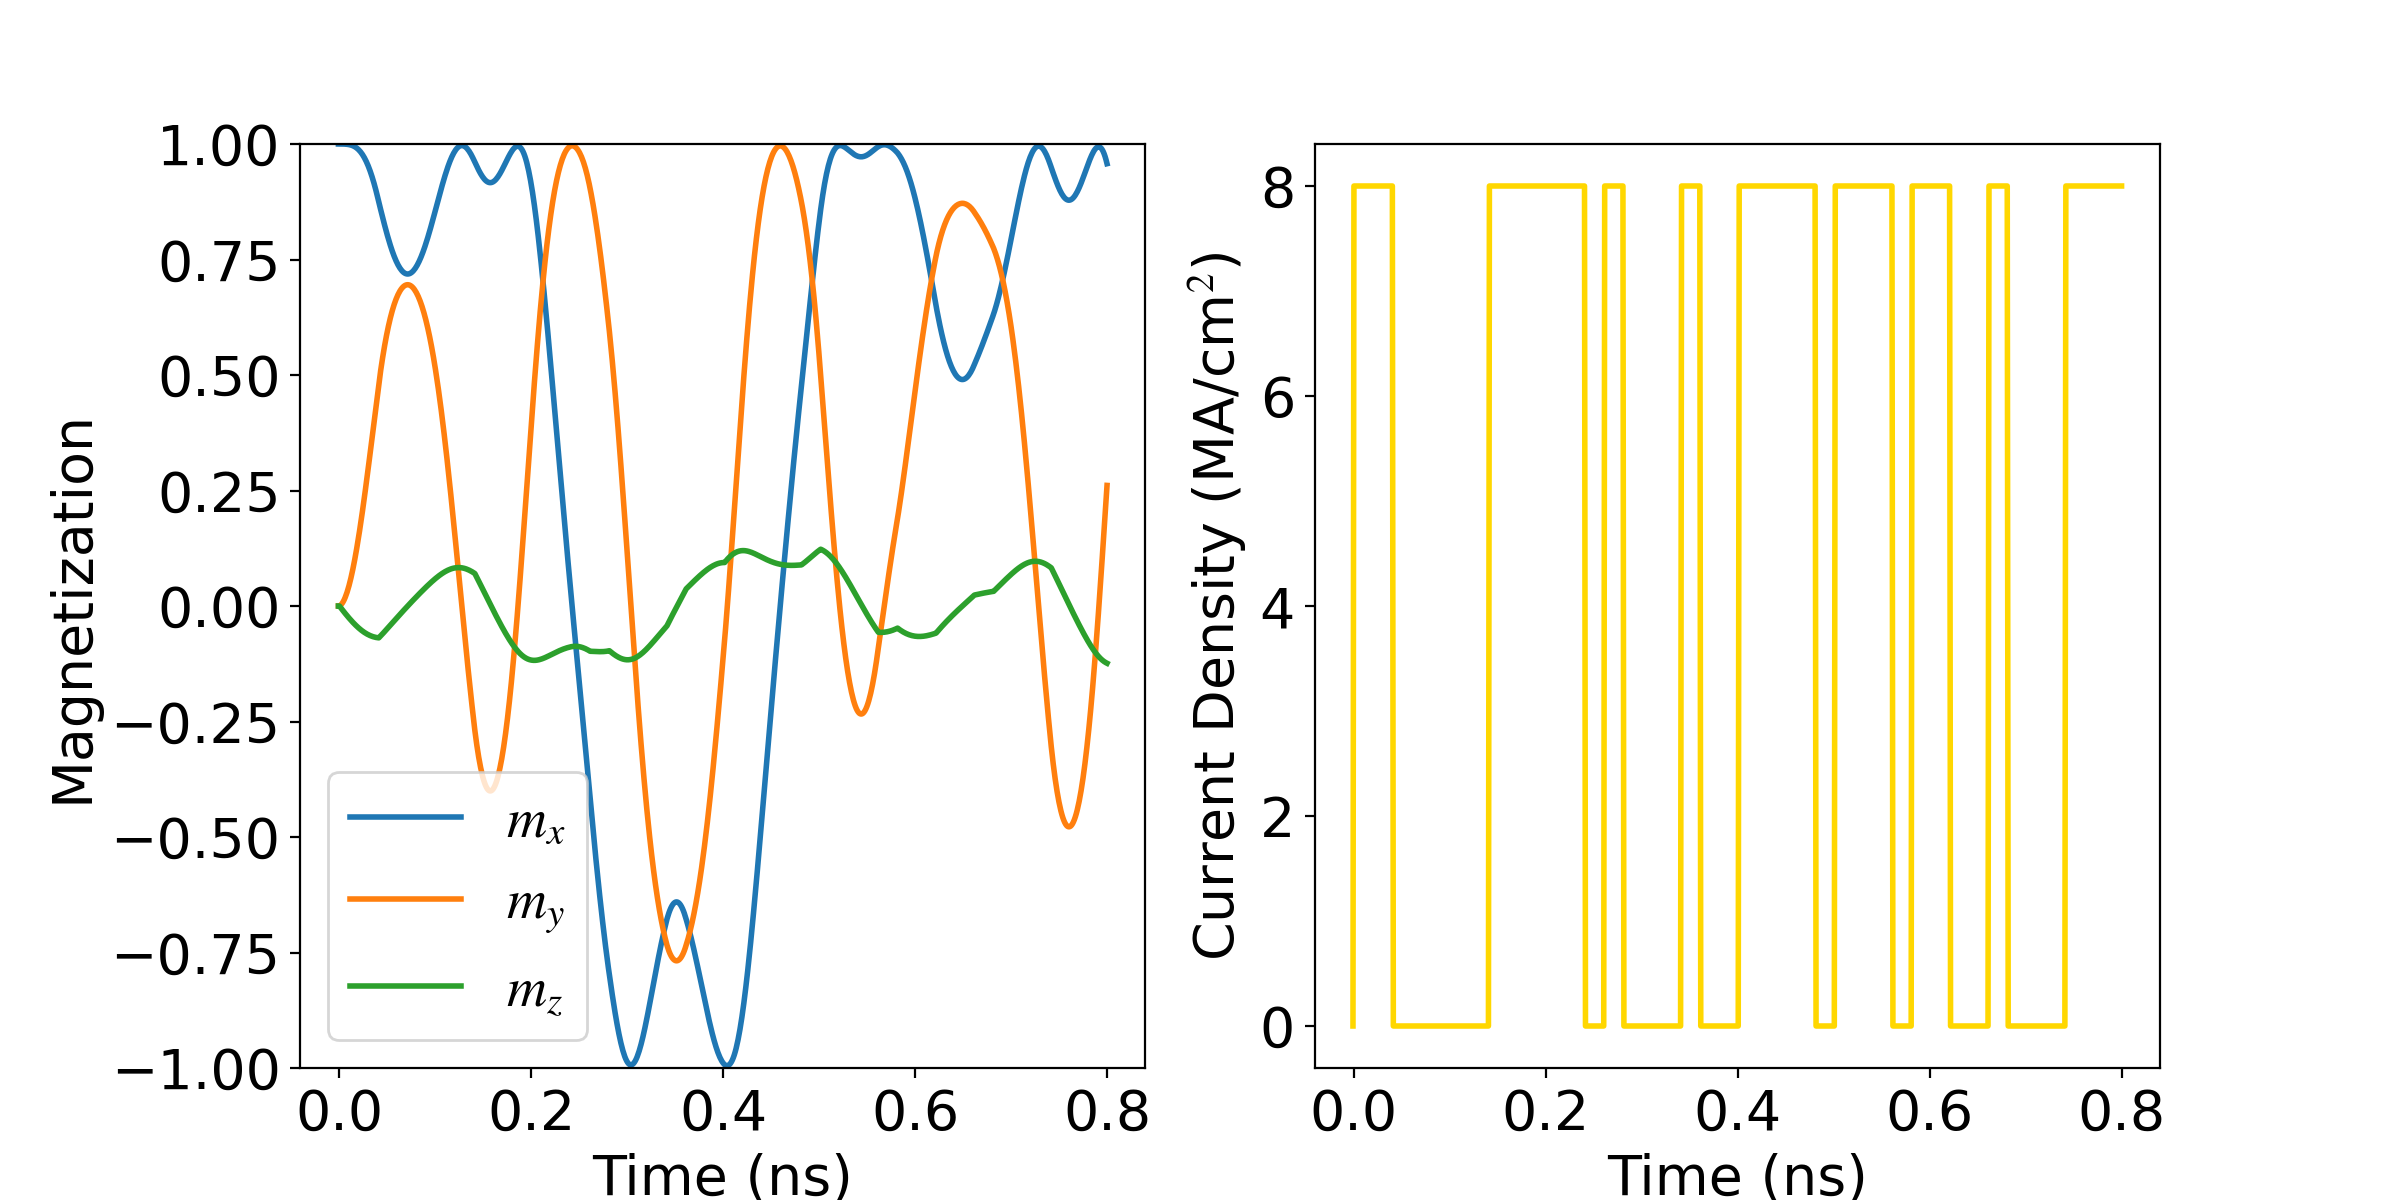 1.00
0.75
0.50
0.25
0.00
−0.25
−0.50
−0.75
−1.00
Magnetization
m_x
m_y
m_z
0.0 0.2 0.4 0.6 0.8
Time (ns)
8
6
4
2
0
Current Density (MA/cm²)
0.0 0.2 0.4 0.6 0.8
Time (ns)